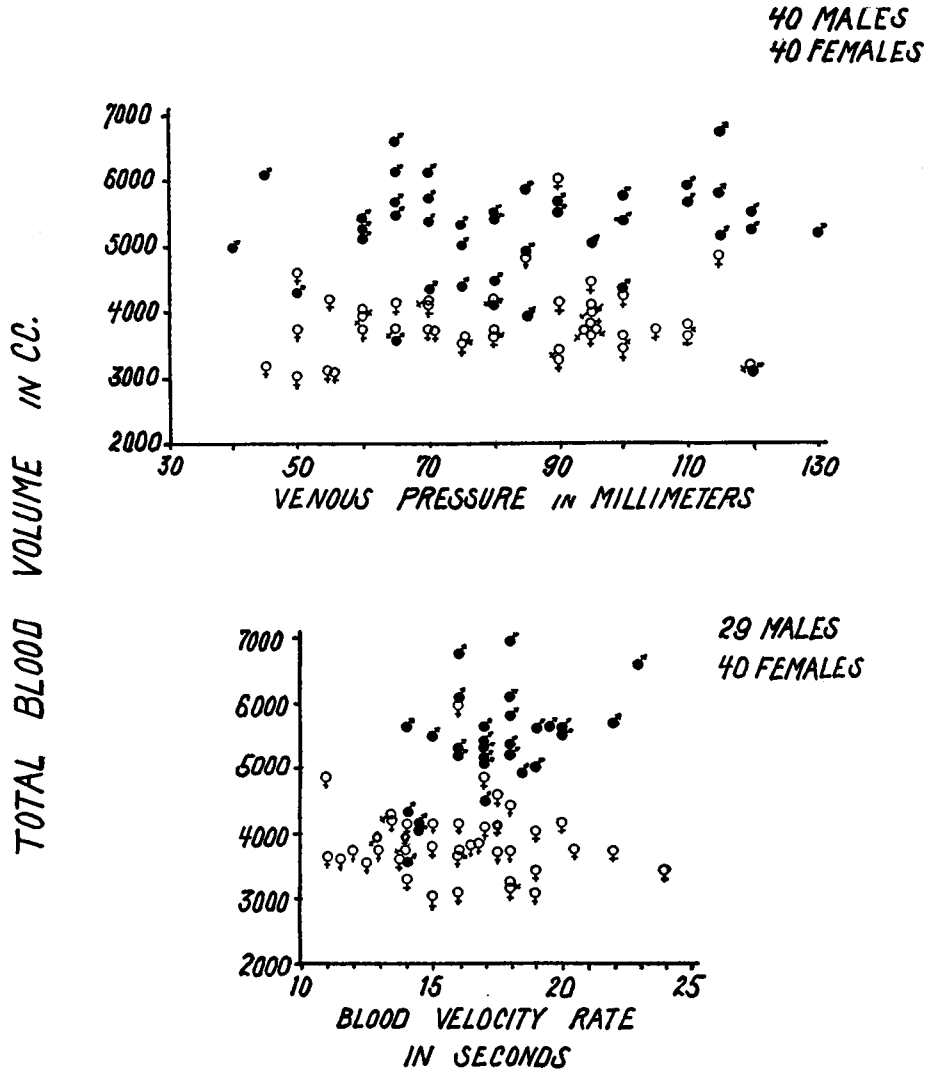 40 MALES
40 FEMALES
TOTAL BLOOD VOLUME IN CC.
7000
6000
5000
4000
3000
2000
30 50 70 90 110 130
VENOUS PRESSURE IN MILLIMETERS
29 MALES
40 FEMALES
7000
6000
5000
4000
3000
2000
10 15 20 25
BLOOD VELOCITY RATE
IN SECONDS